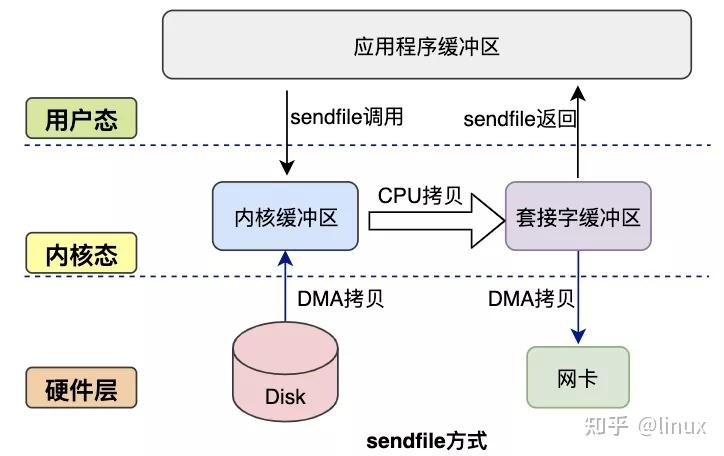 应用程序缓冲区
用户态
sendfile调用
sendfile返回
内核缓冲区
CPU拷贝
套接字缓冲区
内核态
DMA拷贝
DMA拷贝
硬件层
Disk
网卡
sendfile方式
知乎 @linux